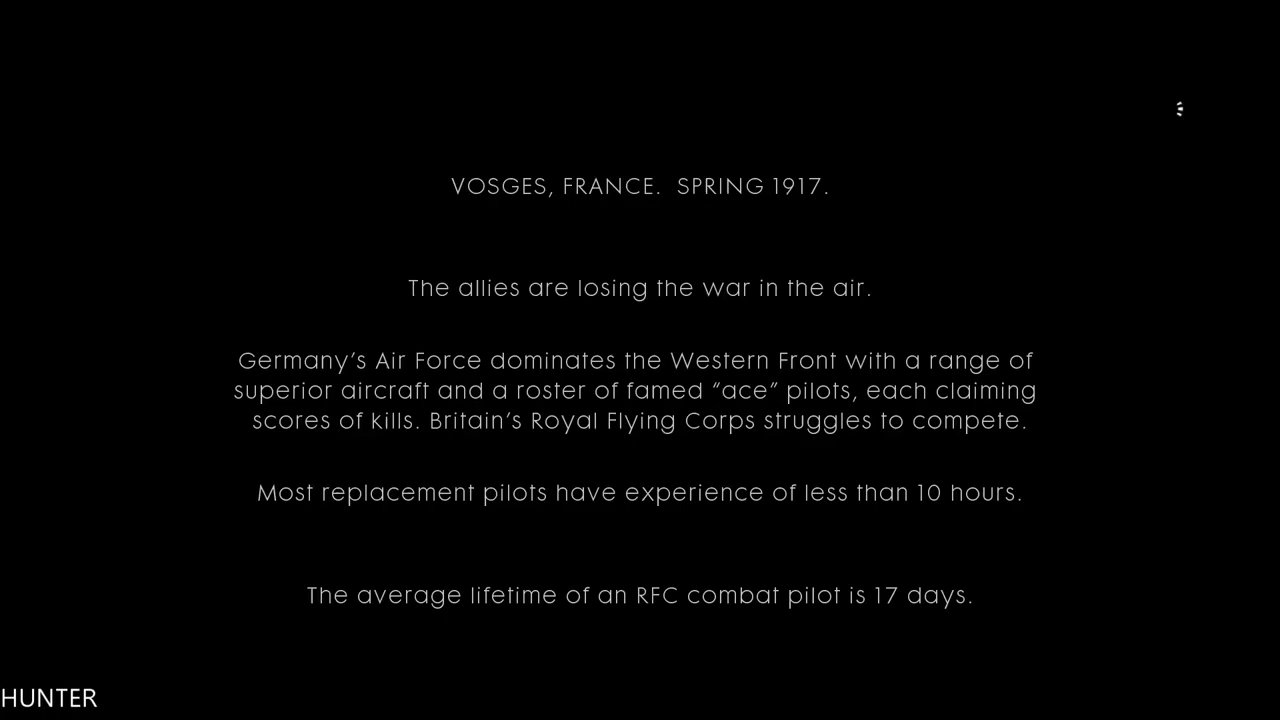 VOSGES, FRANCE. SPRING 1917.
The allies are losing the war in the air.
Germany’s Air Force dominates the Western Front with a range of
superior aircraft and a roster of famed “ace” pilots, each claiming
scores of kills. Britain’s Royal Flying Corps struggles to compete.
Most replacement pilots have experience of less than 10 hours.
The average lifetime of an RFC combat pilot is 17 days.
HUNTER